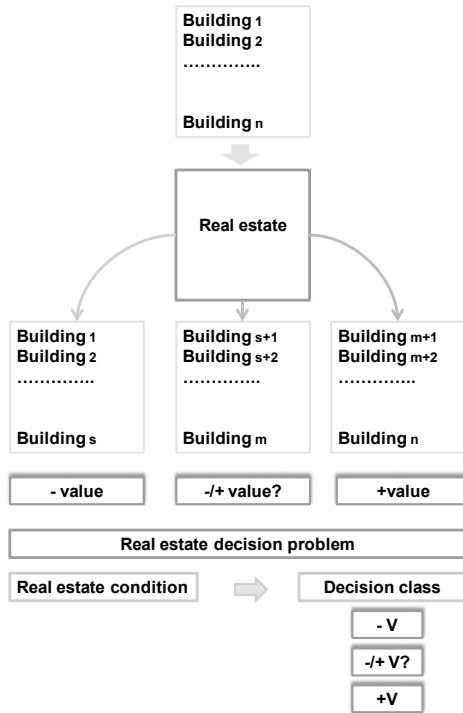 Building 1
Building 2
…………..
Building n
Real estate
Building 1
Building 2
…………..
Building s
Building s+1
Building s+2
…………..
Building m
Building m+1
Building m+2
…………..
Building n
- value
-/+ value?
+value
Real estate decision problem
Real estate condition
Decision class
- V
-/+ V?
+V